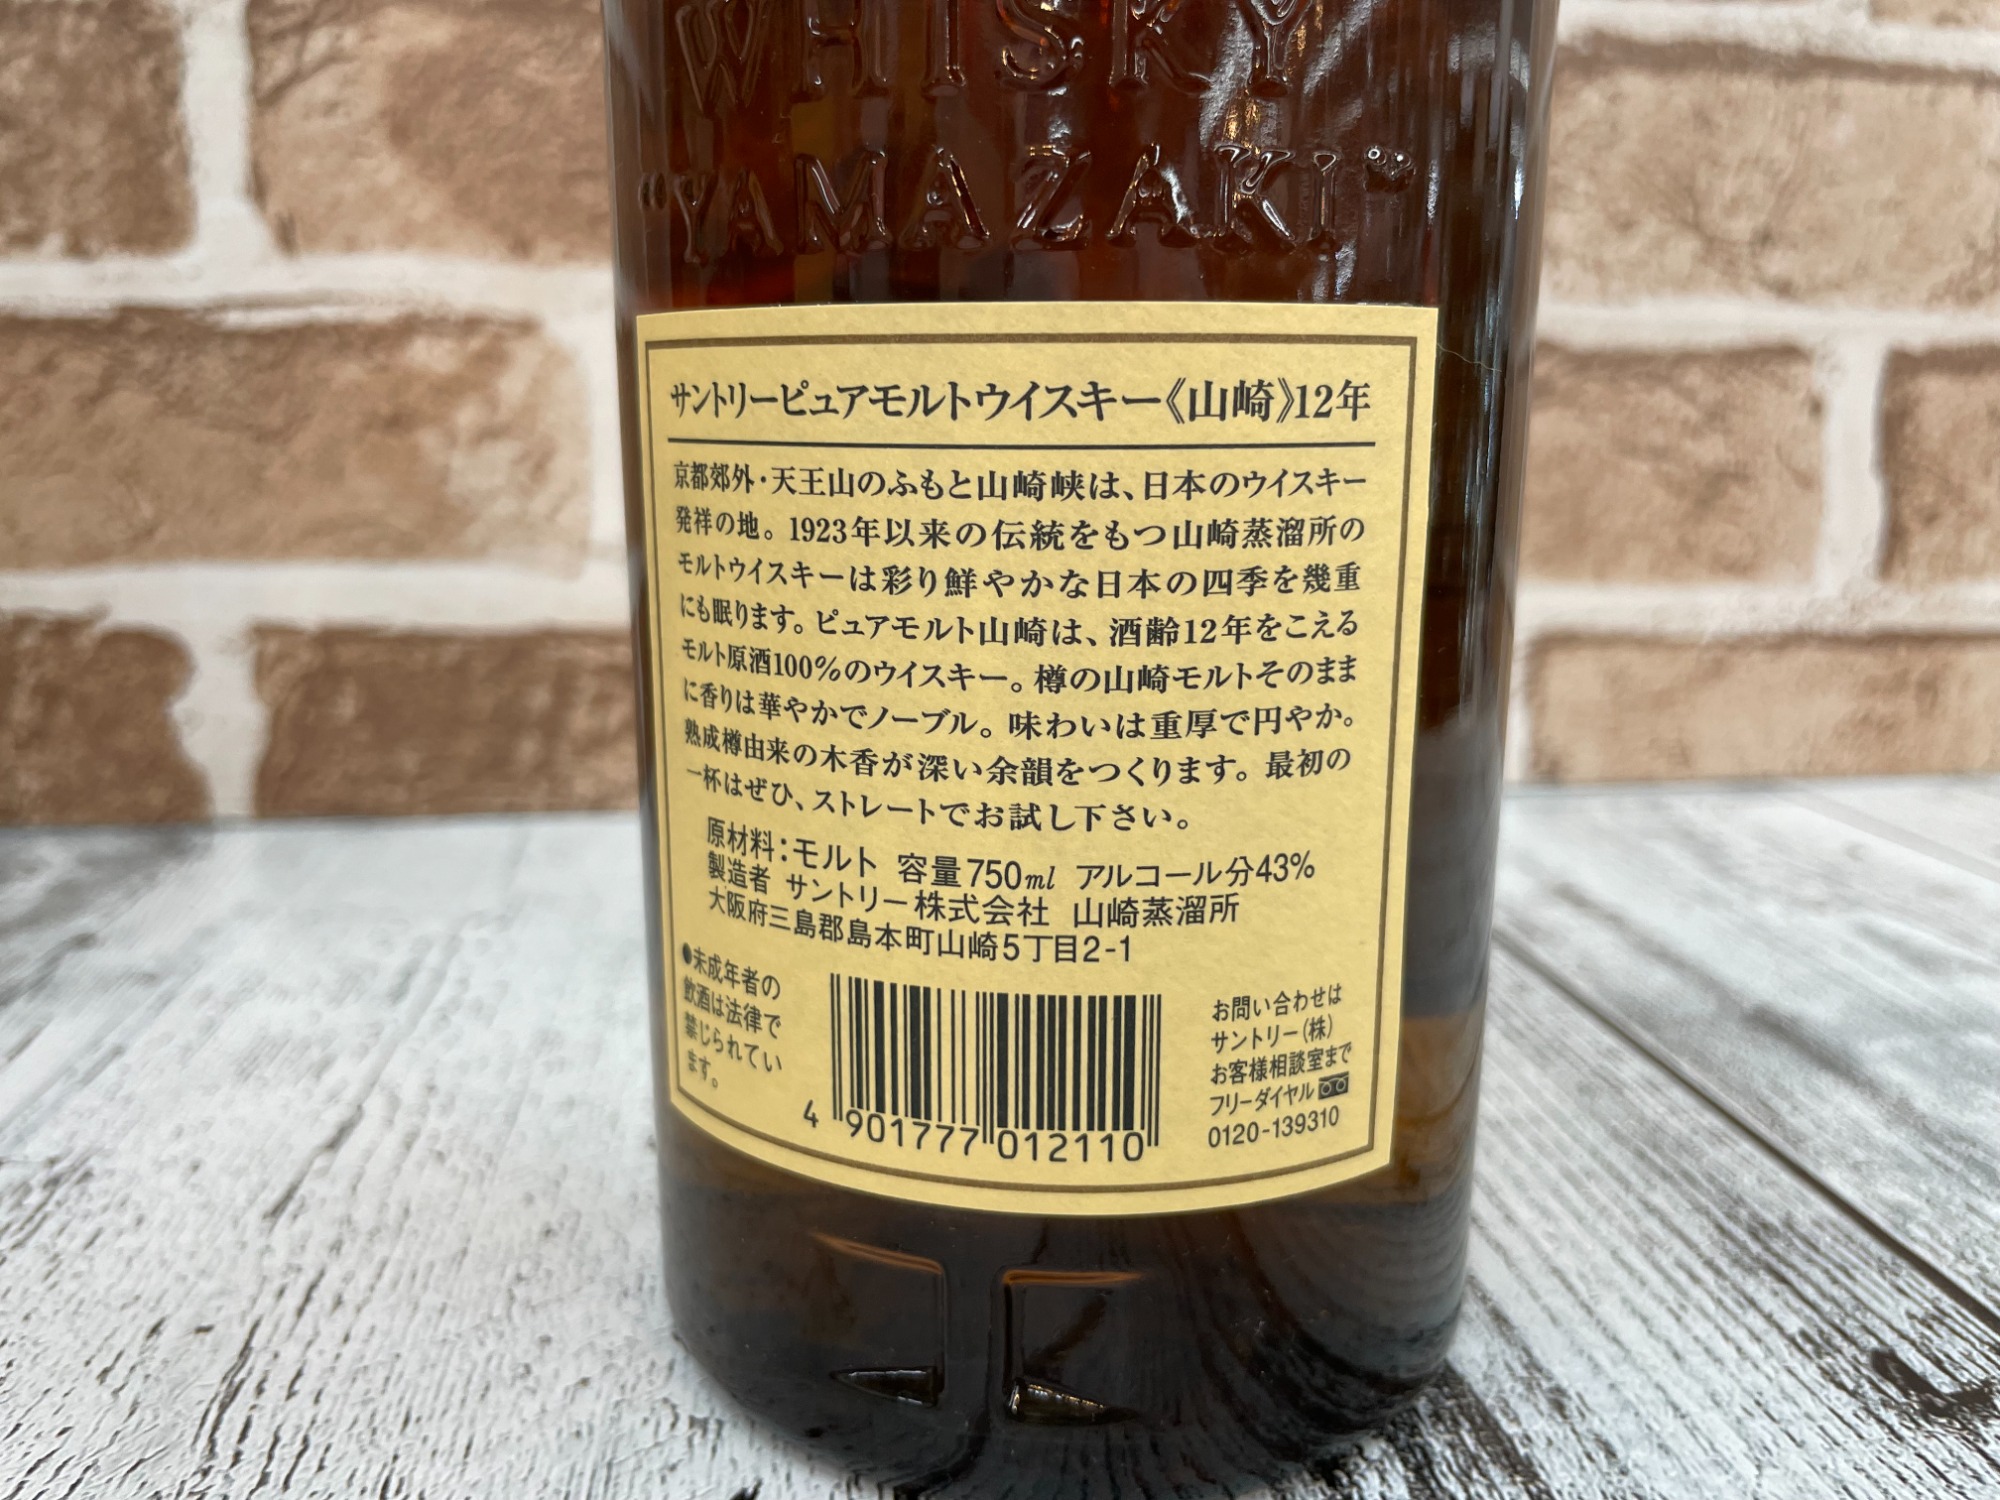 WHISKY
"YAMAZAKI"
サントリーピュアモルトウイスキー《山崎》12年
京都郊外・天王山のふもと山崎峡は、日本のウイスキー
発祥の地。1923年以来の伝統をもつ山崎蒸溜所の
モルトウイスキーは彩り鮮やかな日本の四季を幾重
にも眠ります。ピュアモルト山崎は、酒齢12年をこえる
モルト原酒100%のウイスキー。樽の山崎モルトそのまま
に香りは華やかでノーブル。味わいは重厚で円やか。
熟成樽由来の木香が深い余韻をつくります。最初の
一杯はぜひ、ストレートでお試し下さい。
原材料：モルト 容量750ml アルコール分43%
製造者 サントリー株式会社 山崎蒸溜所
大阪府三島郡島本町山崎5丁目2-1
●未成年者の
飲酒は法律で
禁じられてい
ます。
4 901777 012110
お問い合わせは
サントリー(株)
お客様相談室まで
フリーダイヤル
0120-139310